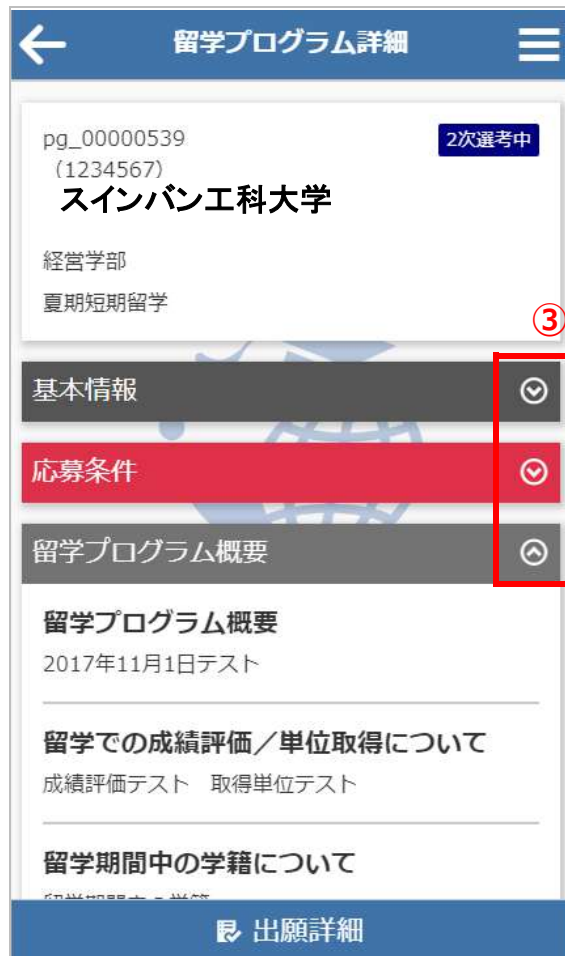 留学プログラム詳細
pg_00000539
2次選考中
（1234567）
スインバン工科大学
経営学部
夏期短期留学
③
基本情報
応募条件
留学プログラム概要
留学プログラム概要
2017年11月1日テスト
留学での成績評価／単位取得について
成績評価テスト　取得単位テスト
留学期間中の学籍について
出願詳細